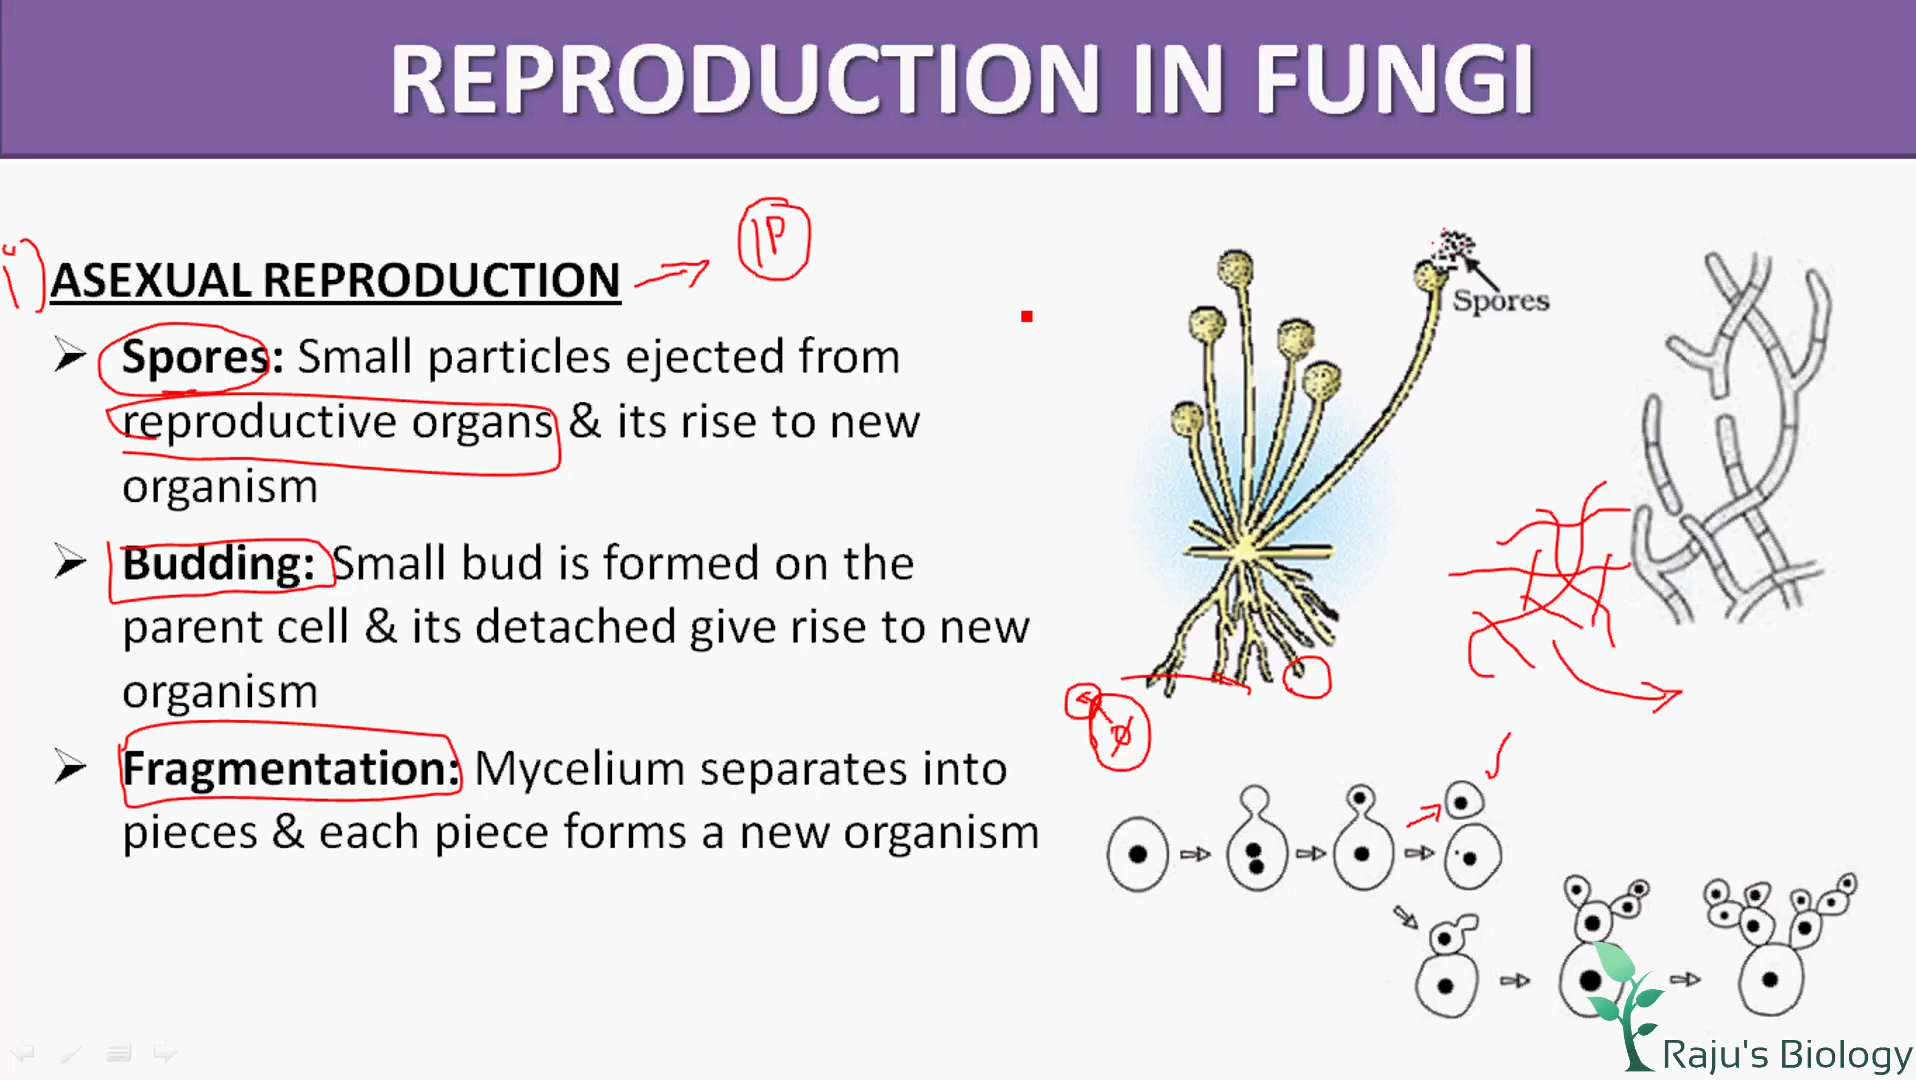 REPRODUCTION IN FUNGI
i) ASEXUAL REPRODUCTION → 1P
➢ Spores: Small particles ejected from
reproductive organs & its rise to new
organism
➢ Budding: Small bud is formed on the
parent cell & its detached give rise to new
organism
➢ Fragmentation: Mycelium separates into
pieces & each piece forms a new organism
Spores
Raju's Biology